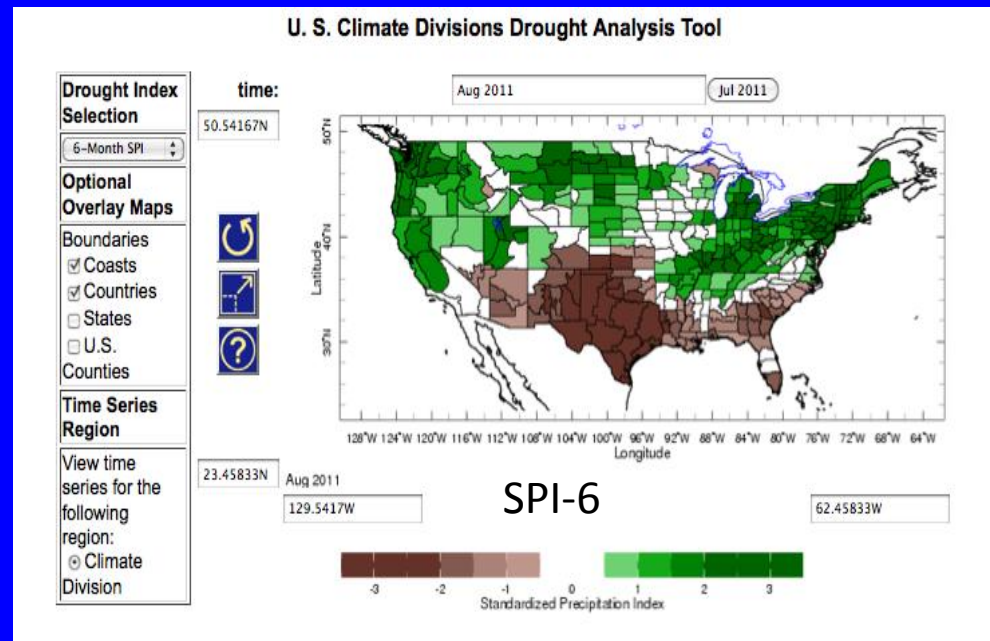 U. S. Climate Divisions Drought Analysis Tool
Drought Index
Selection
6-Month SPI
Optional
Overlay Maps
Boundaries
Coasts
Countries
States
U.S.
Counties
Time Series
Region
View time
series for the
following
region:
Climate
Division
time:
Aug 2011
Jul 2011
50.54167N
50°N
40°N
30°N
Latitude
128°W 124°W 120°W 116°W 112°W 108°W 104°W 100°W 96°W 92°W 88°W 84°W 80°W 76°W 72°W 68°W 64°W
Longitude
23.45833N
Aug 2011
129.5417W
SPI-6
62.45833W
-3 -2 -1 0 1 2 3
Standardized Precipitation Index